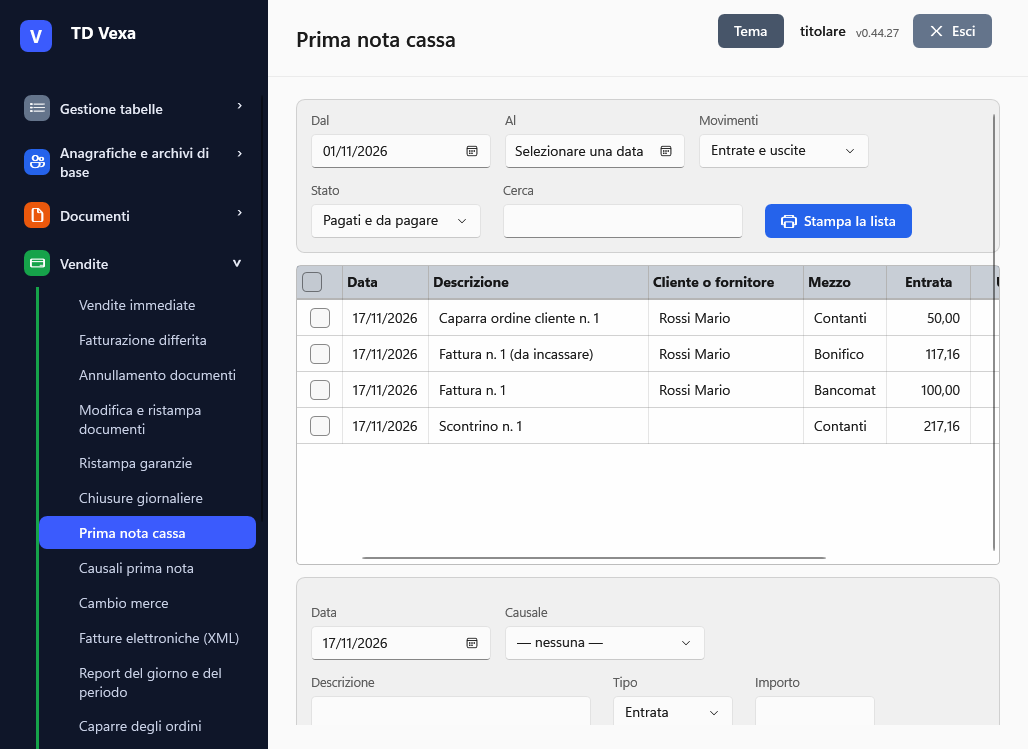 V TD Vexa
Gestione tabelle
Anagrafiche e archivi di
base
Documenti
Vendite
Vendite immediate
Fatturazione differita
Annullamento documenti
Modifica e ristampa
documenti
Ristampa garanzie
Chiusure giornaliere
Prima nota cassa
Causali prima nota
Cambio merce
Fatture elettroniche (XML)
Report del giorno e del
periodo
Caparre degli ordini
Prima nota cassa
Tema titolare v0.44.27 Esci
Dal Al Movimenti
01/11/2026 Selezionare una data Entrate e uscite
Stato Cerca
Pagati e da pagare Stampa la lista
Data Descrizione Cliente o fornitore Mezzo Entrata
17/11/2026 Caparra ordine cliente n. 1 Rossi Mario Contanti 50,00
17/11/2026 Fattura n. 1 (da incassare) Rossi Mario Bonifico 117,16
17/11/2026 Fattura n. 1 Rossi Mario Bancomat 100,00
17/11/2026 Scontrino n. 1 Contanti 217,16
Data Causale
17/11/2026 — nessuna —
Descrizione Tipo Importo
Entrata